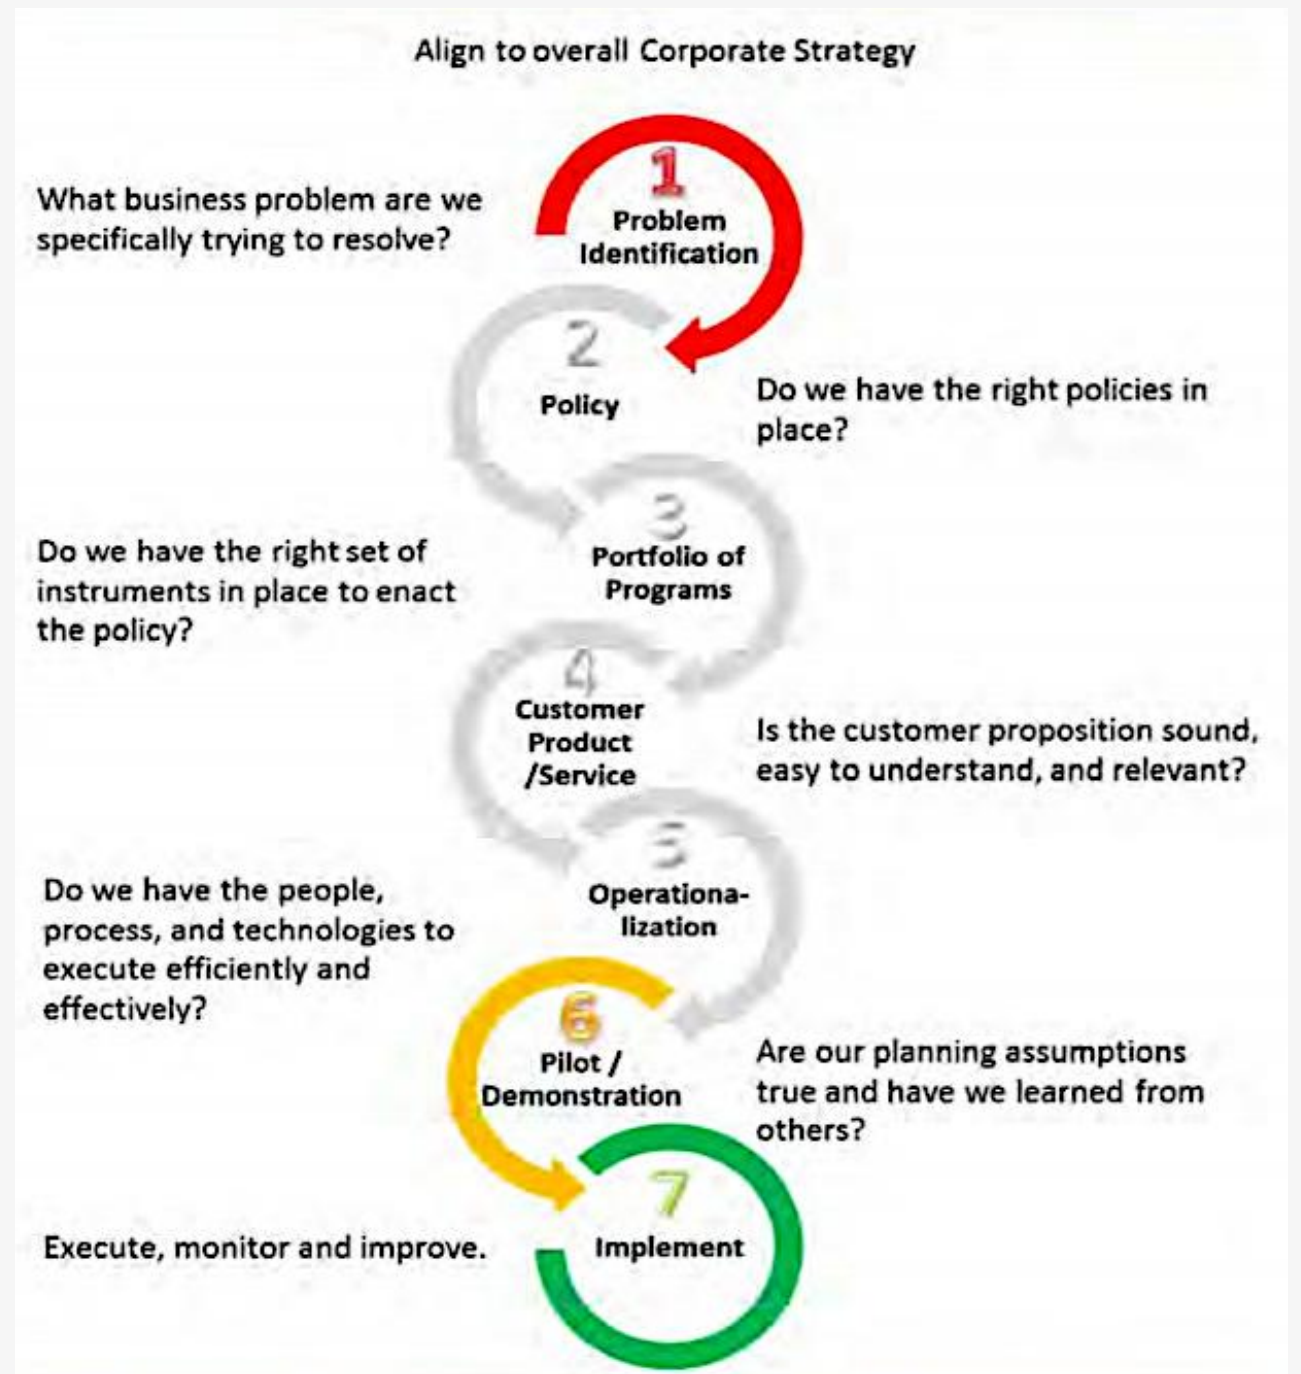 Align to overall Corporate Strategy
1
Problem
Identification
What business problem are we
specifically trying to resolve?
2
Policy
Do we have the right policies in
place?
3
Portfolio of
Programs
Do we have the right set of
instruments in place to enact
the policy?
4
Customer
Product
/Service
Is the customer proposition sound,
easy to understand, and relevant?
5
Operationa-
lization
Do we have the people,
process, and technologies to
execute efficiently and
effectively?
6
Pilot /
Demonstration
Are our planning assumptions
true and have we learned from
others?
7
Implement
Execute, monitor and improve.